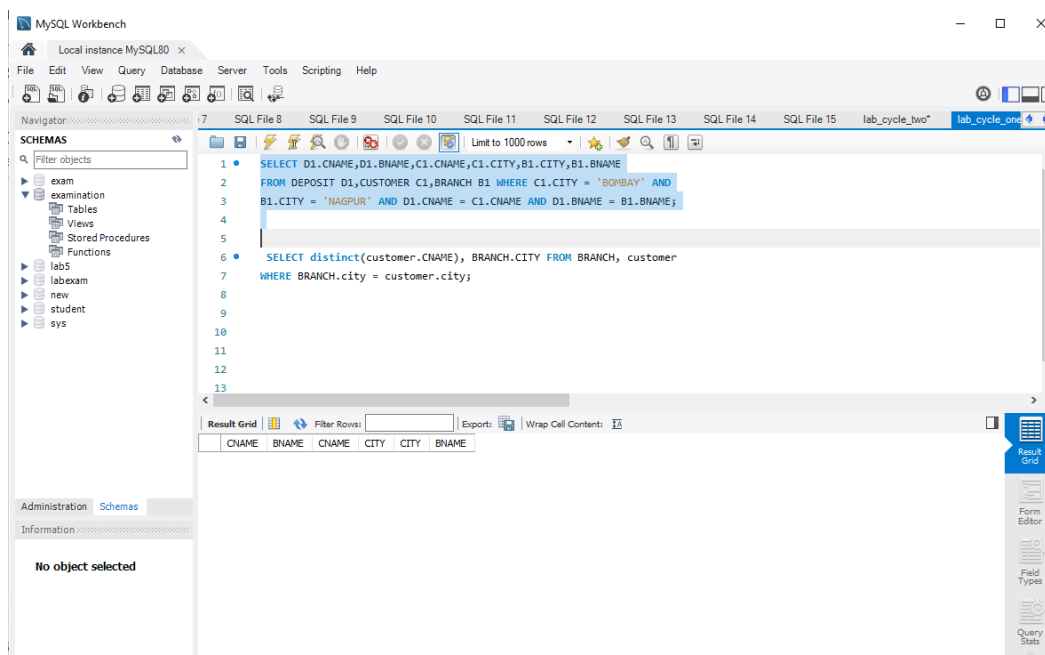 MySQL Workbench
Local instance MySQL80
File Edit View Query Database Server Tools Scripting Help
Navigator
7 SQL File 8 SQL File 9 SQL File 10 SQL File 11 SQL File 12 SQL File 13 SQL File 14 SQL File 15 lab_cycle_two* lab_cycle_one
SCHEMAS
Filter objects
exam
examination
Tables
Views
Stored Procedures
Functions
lab5
labexam
new
student
sys
Limit to 1000 rows
1 SELECT D1.CNAME,D1.BNAME,C1.CNAME,C1.CITY,B1.CITY,B1.BNAME
2 FROM DEPOSIT D1,CUSTOMER C1,BRANCH B1 WHERE C1.CITY = 'BOMBAY' AND
3 B1.CITY = 'NAGPUR' AND D1.CNAME = C1.CNAME AND D1.BNAME = B1.BNAME;
4
5
6 SELECT distinct(customer.CNAME), BRANCH.CITY FROM BRANCH, customer
7 WHERE BRANCH.city = customer.city;
8
9
10
11
12
13
Result Grid Filter Rows: Export: Wrap Cell Content:
CNAME BNAME CNAME CITY CITY BNAME
Result
Grid
Form
Editor
Field
Types
Query
Stats
Administration Schemas
Information
No object selected